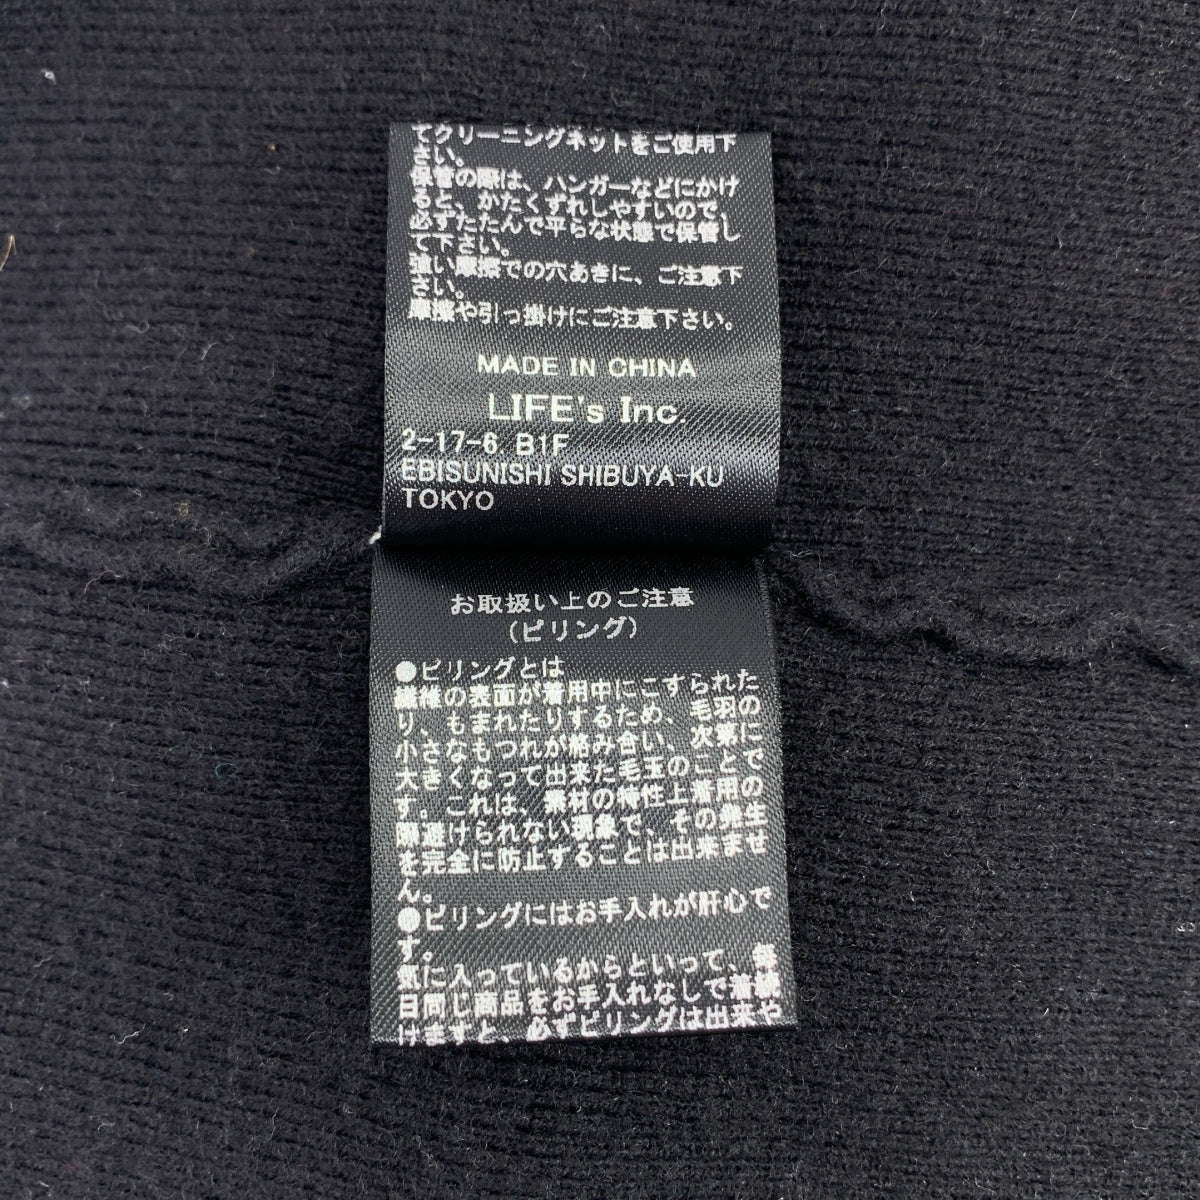 てクリーニングネットをご使用下
さい。
保管の際は、ハンガーなどにかけ
ると、かたくずれしやすいので
必ずたたんで平らな状態で保管し
て下さい。
強い摩擦での穴あきに、ご注意下
さい。
摩擦や引っ掛けにご注意下さい。
MADE IN CHINA
LIFE's Inc.
2-17-6 B1F
EBISUNISHI SHIBUYA-KU
TOKYO
お取扱い上のご注意
(ピリング)
●ピリングとは
繊維の表面が着用中にこすられた
り、もまれたりするため、毛羽の
小さなもつれが絡み合い、次第に
大きくなって出来た毛玉のことで
す。これは、素材の特性上着用の
際避けられない現象で、その発生
を完全に防止することは出来ませ
ん。
●ピリングにはお手入れが肝心で
す。
気に入っているからといって、毎
日同じ商品をお手入れなしで着続
けますと、必ずピリングは出来や